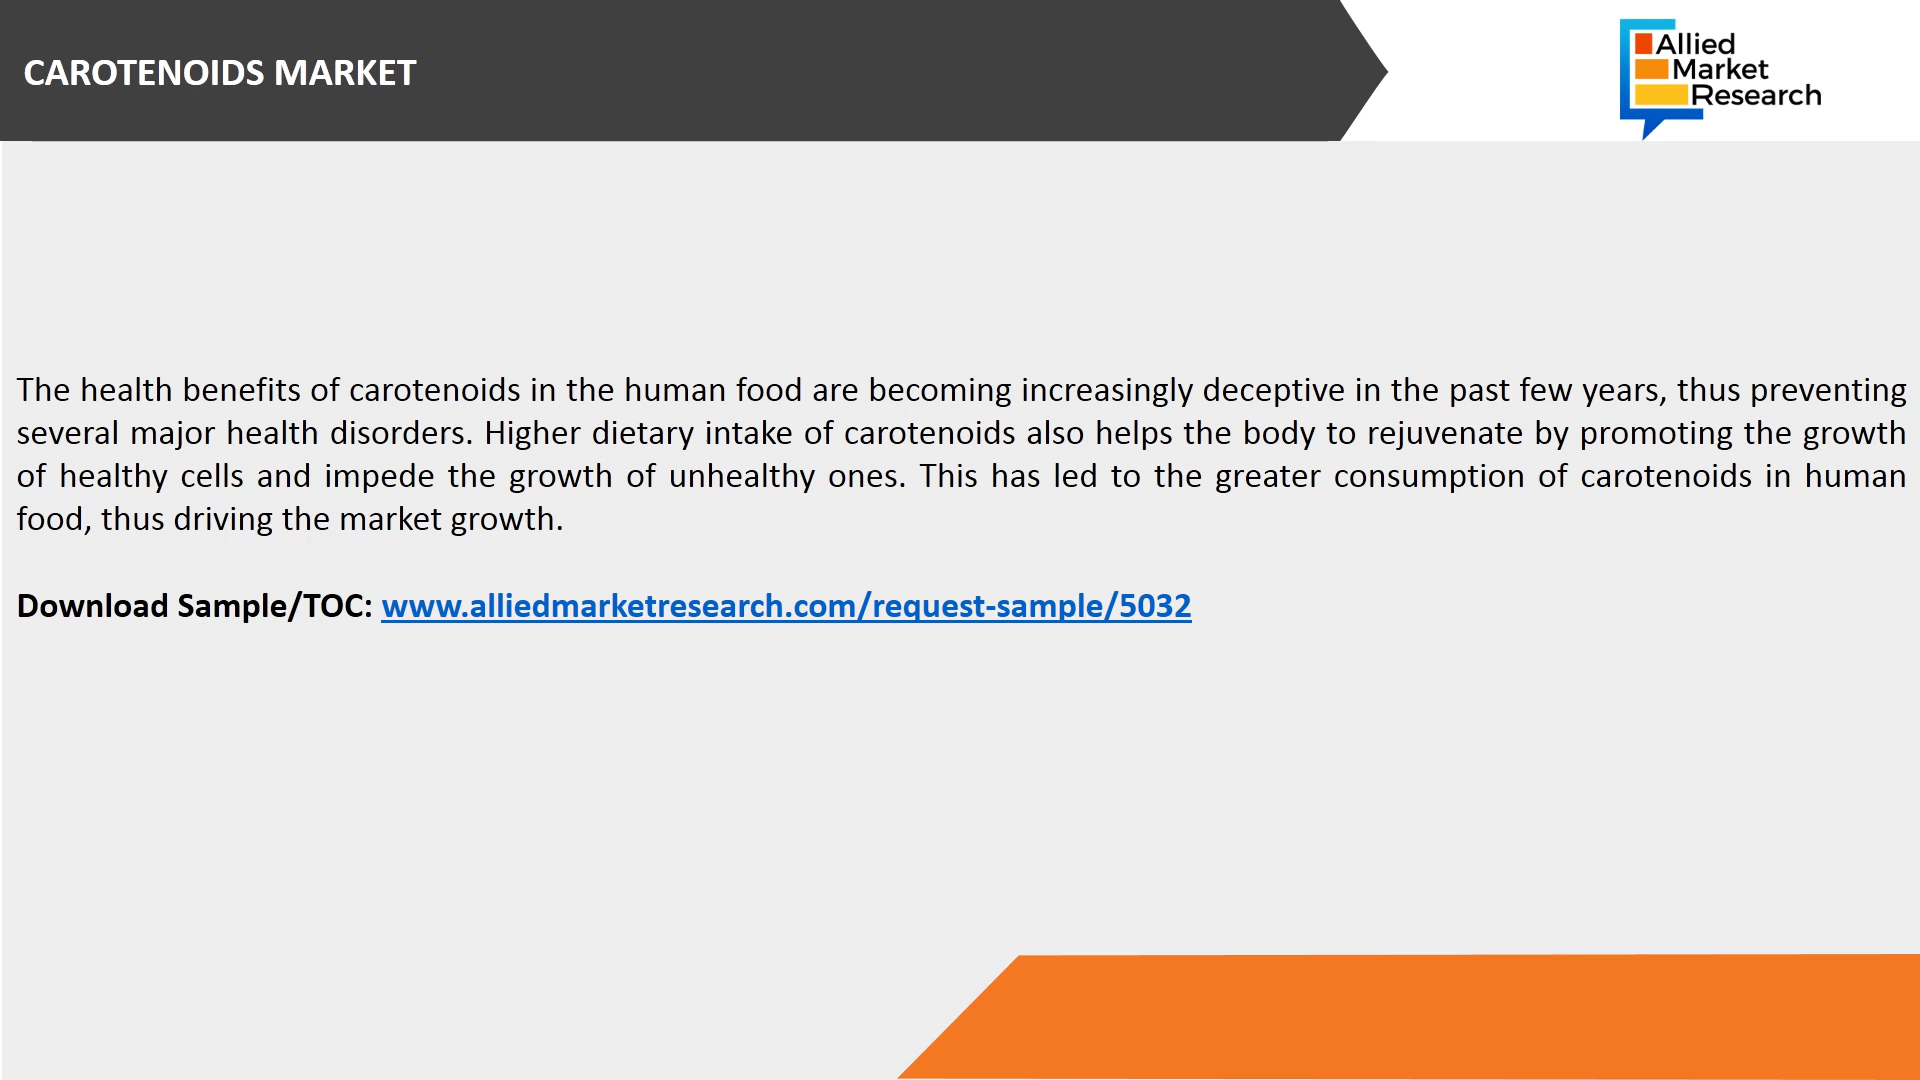 CAROTENOIDS MARKET
Allied
Market
Research
The health benefits of carotenoids in the human food are becoming increasingly deceptive in the past few years, thus preventing
several major health disorders. Higher dietary intake of carotenoids also helps the body to rejuvenate by promoting the growth
of healthy cells and impede the growth of unhealthy ones. This has led to the greater consumption of carotenoids in human
food, thus driving the market growth.
Download Sample/TOC: www.alliedmarketresearch.com/request-sample/5032